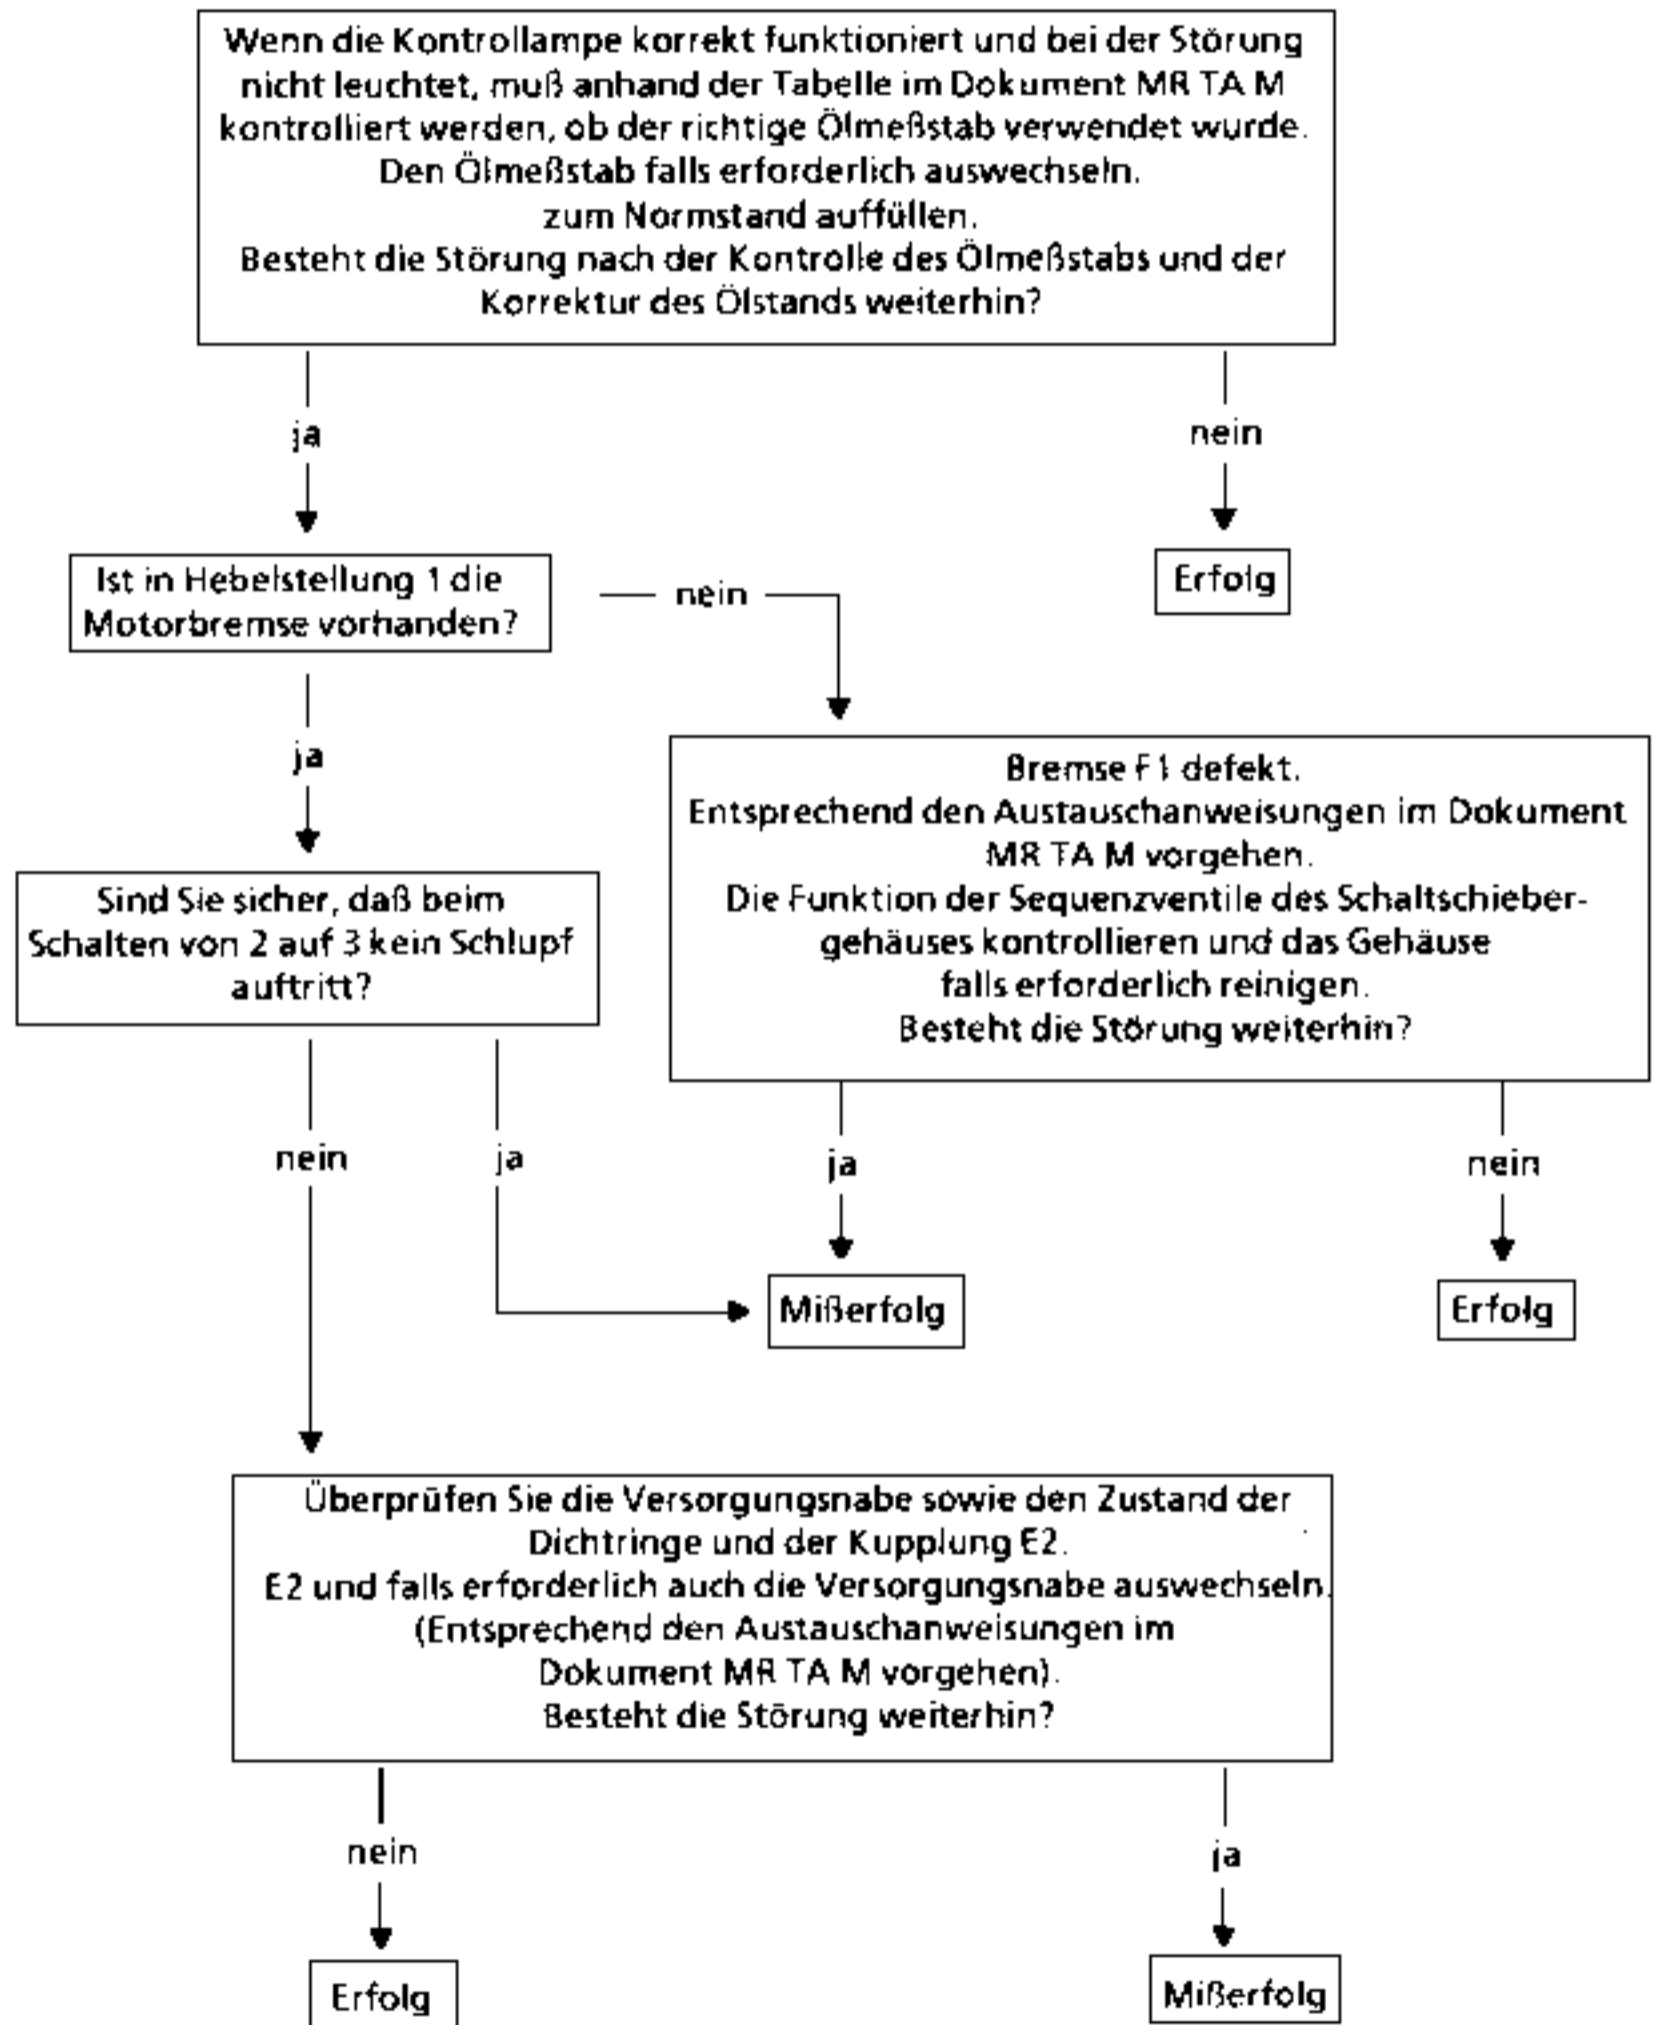 Wenn die Kontrollampe korrekt funktioniert und bei der Störung
nicht leuchtet, muß anhand der Tabelle im Dokument MR TA M
kontrolliert werden, ob der richtige Ölmeßstab verwendet wurde.
Den Ölmeßstab falls erforderlich auswechseln.
zum Normstand auffüllen.
Besteht die Störung nach der Kontrolle des Ölmeßstabs und der
Korrektur des Ölstands weiterhin?
ja
nein
Ist in Hebelstellung 1 die
Motorbremse vorhanden?
nein
Erfolg
ja
Bremse F1 defekt.
Entsprechend den Austauschanweisungen im Dokument
MR TA M vorgehen.
Die Funktion der Sequenzventile des Schaltschieber-
gehäuses kontrollieren und das Gehäuse
falls erforderlich reinigen.
Besteht die Störung weiterhin?
Sind Sie sicher, daß beim
Schalten von 2 auf 3 kein Schlupf
auftritt?
nein
ja
ja
nein
Mißerfolg
Erfolg
Überprüfen Sie die Versorgungsnabe sowie den Zustand der
Dichtringe und der Kupplung E2.
E2 und falls erforderlich auch die Versorgungsnabe auswechseln.
(Entsprechend den Austauschanweisungen im
Dokument MR TA M vorgehen).
Besteht die Störung weiterhin?
nein
ja
Erfolg
Mißerfolg